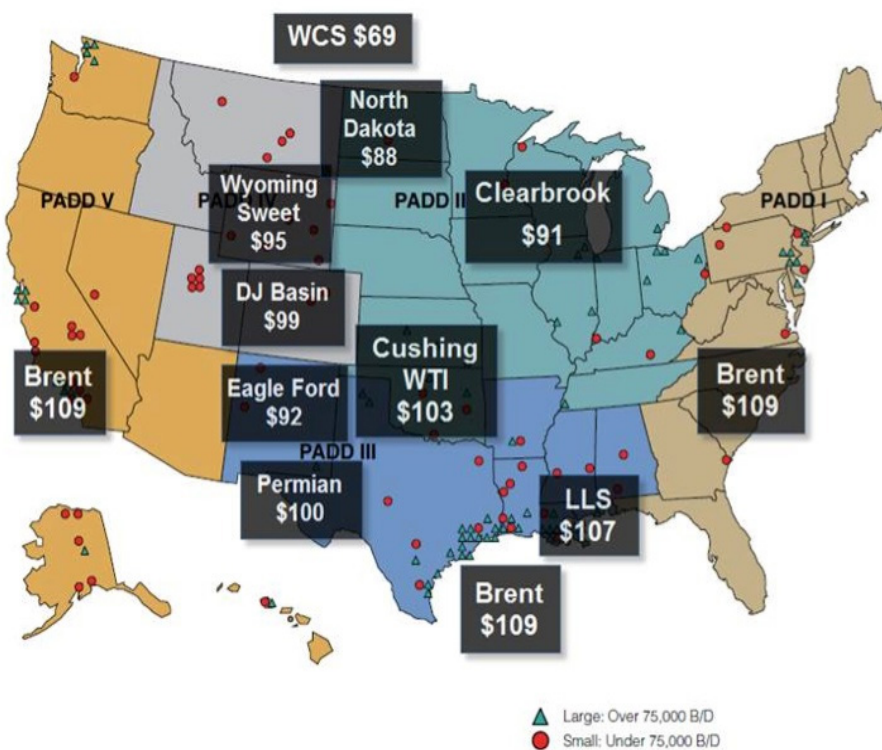 WCS $69
North
Dakota
$88
Wyoming
Sweet
$95
PADD V
PADD IV
PADD II
Clearbrook
$91
PADD I
DJ Basin
$99
Brent
$109
Eagle Ford
$92
Cushing
WTI
$103
Brent
$109
PADD III
Permian
$100
LLS
$107
Brent
$109
Large: Over 75,000 B/D
Small: Under 75,000 B/D